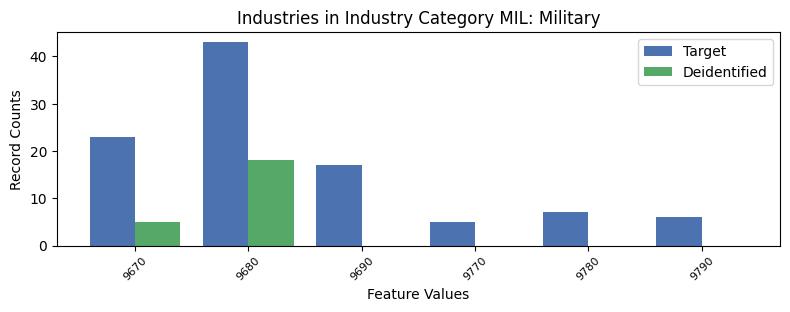 Industries in Industry Category MIL: Military
Target
Deidentified
Record Counts
40
30
20
10
0
9670
9680
9690
9770
9780
9790
Feature Values